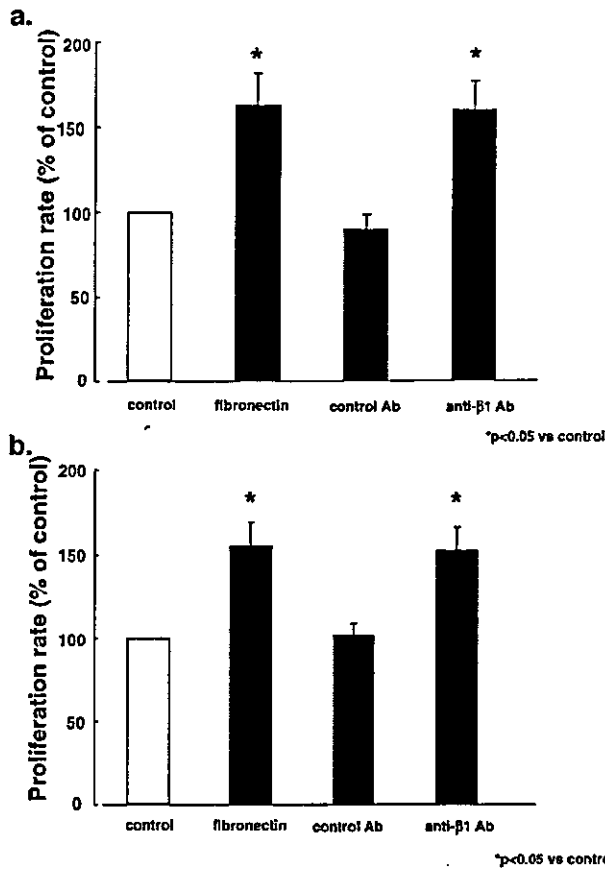 a.
Proliferation rate (% of control)
200
150
100
50
0
*
*
control fibronectin control Ab anti-β1 Ab
*p<0.05 vs control
b.
Proliferation rate (% of control)
200
150
100
50
0
*
*
control fibronectin control Ab anti-β1 Ab
*p<0.05 vs contro